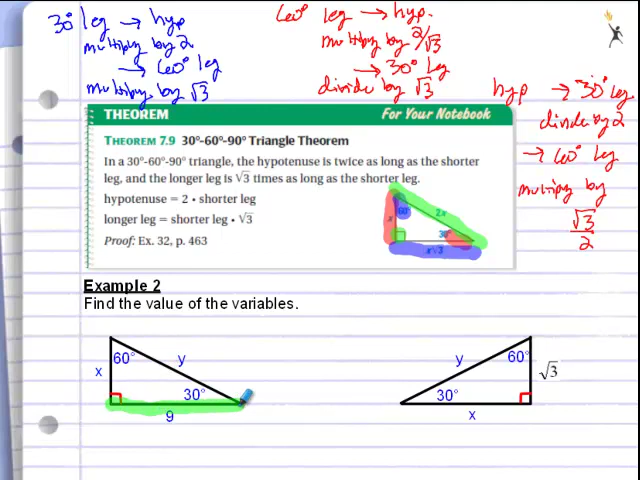 30° leg → hyp
multiply by 2
→ 60° leg
multiply by √3
60° leg → hyp.
multiply by 2/√3
→ 30° leg
divide by √3
hyp → 30° leg
divide by 2
→ 60° leg
multiply by
√3/2
THEOREM For Your Notebook
THEOREM 7.9 30°-60°-90° Triangle Theorem
In a 30°-60°-90° triangle, the hypotenuse is twice as long as the shorter
leg, and the longer leg is √3 times as long as the shorter leg.
hypotenuse = 2 • shorter leg
longer leg = shorter leg • √3
Proof: Ex. 32, p. 463
60°
2x
x
30°
x√3
Example 2
Find the value of the variables.
60°
y
x
30°
9
y
60°
√3
30°
x